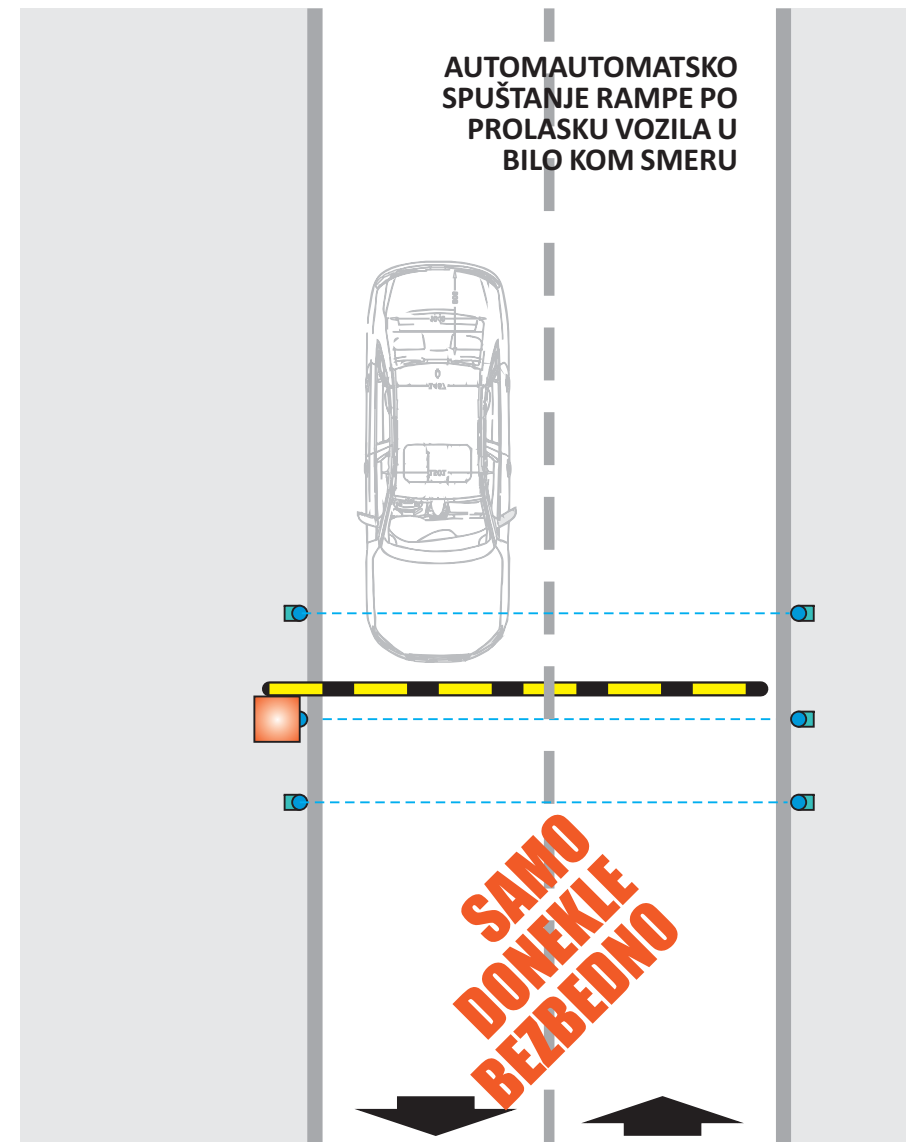 AUTOMAUTOMATSKO
SPUŠTANJE RAMPE PO
PROLASKU VOZILA U
BILO KOM SMERU
SAMO
DONEKLE
BEZBEDNO